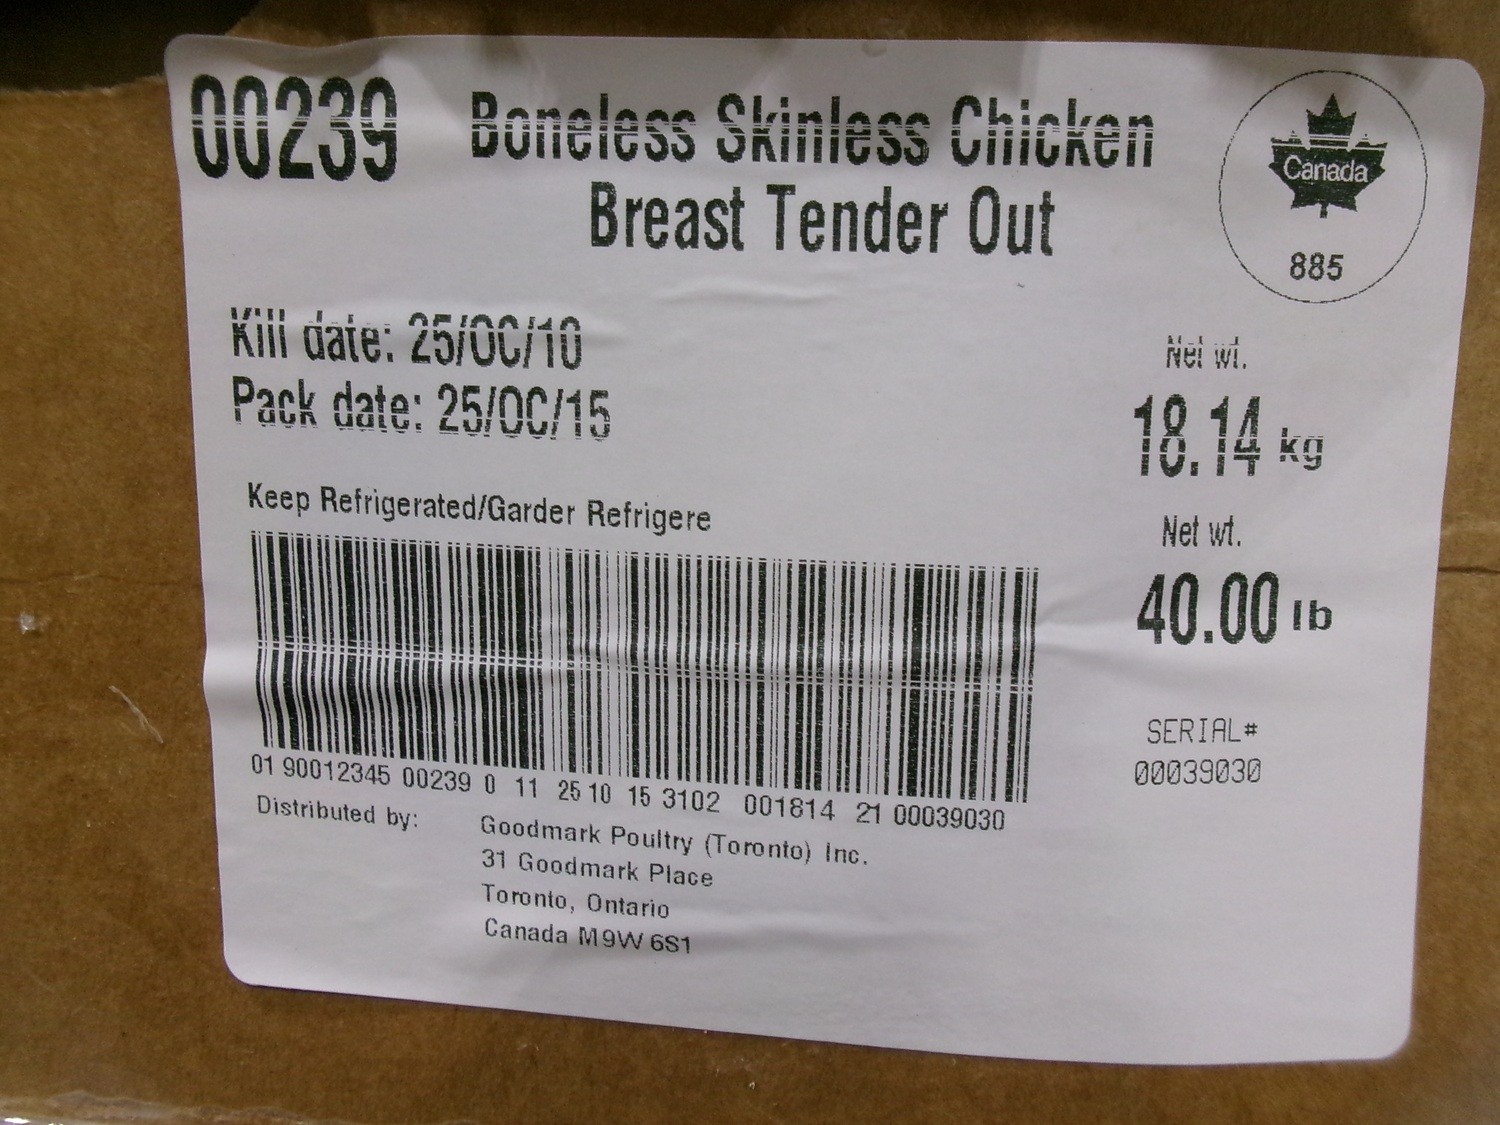 00239
Boneless Skinless Chicken
Breast Tender Out
Canada
885
Kill date: 25/OC/10
Pack date: 25/OC/15
Net wt.
18.14 kg
Keep Refrigerated/Garder Refrigere
Net wt.
40.00 lb
SERIAL#
00039030
01 90012345 00239 0 11 25 10 15 3102 001814 21 00039030
Distributed by:
Goodmark Poultry (Toronto) Inc.
31 Goodmark Place
Toronto, Ontario
Canada M9W 6S1